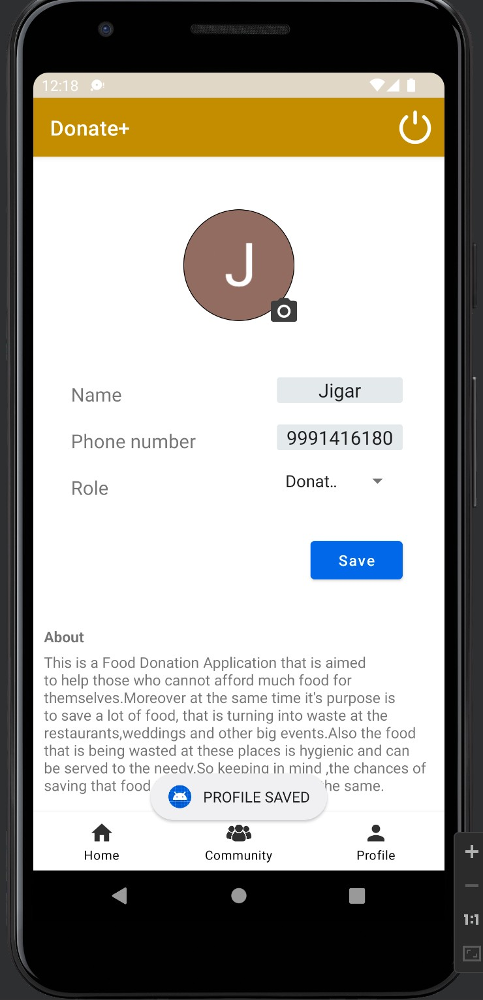 12:18
Donate+
J
Name
Jigar
Phone number
9991416180
Role
Donat..
Save
About
This is a Food Donation Application that is aimed
to help those who cannot afford much food for
themselves.Moreover at the same time it's purpose is
to save a lot of food, that is turning into waste at the
restaurants,weddings and other big events.Also the food
that is being wasted at these places is hygienic and can
be served to the needy.So keeping in mind ,the chances of
saving that food he same.
PROFILE SAVED
Home
Community
Profile
1:1